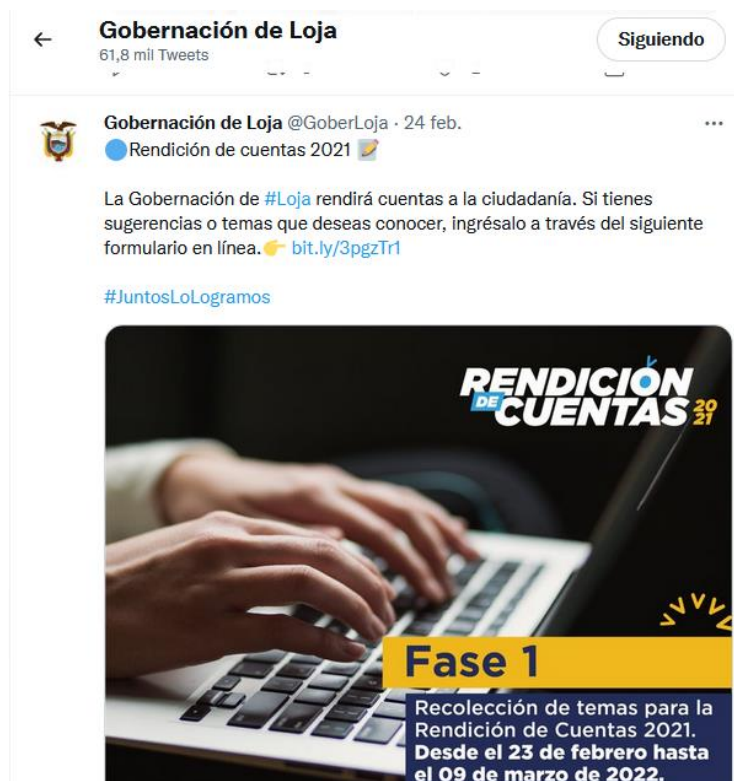 Gobernación de Loja
61,8 mil Tweets
Siguiendo
Gobernación de Loja @GoberLoja · 24 feb.
Rendición de cuentas 2021
La Gobernación de #Loja rendirá cuentas a la ciudadanía. Si tienes
sugerencias o temas que deseas conocer, ingrésalo a través del siguiente
formulario en línea. bit.ly/3pgzTr1
#JuntosLoLogramos
RENDICIÓN
DE CUENTAS 2021
Fase 1
Recolección de temas para la
Rendición de Cuentas 2021.
Desde el 23 de febrero hasta
el 09 de marzo de 2022.